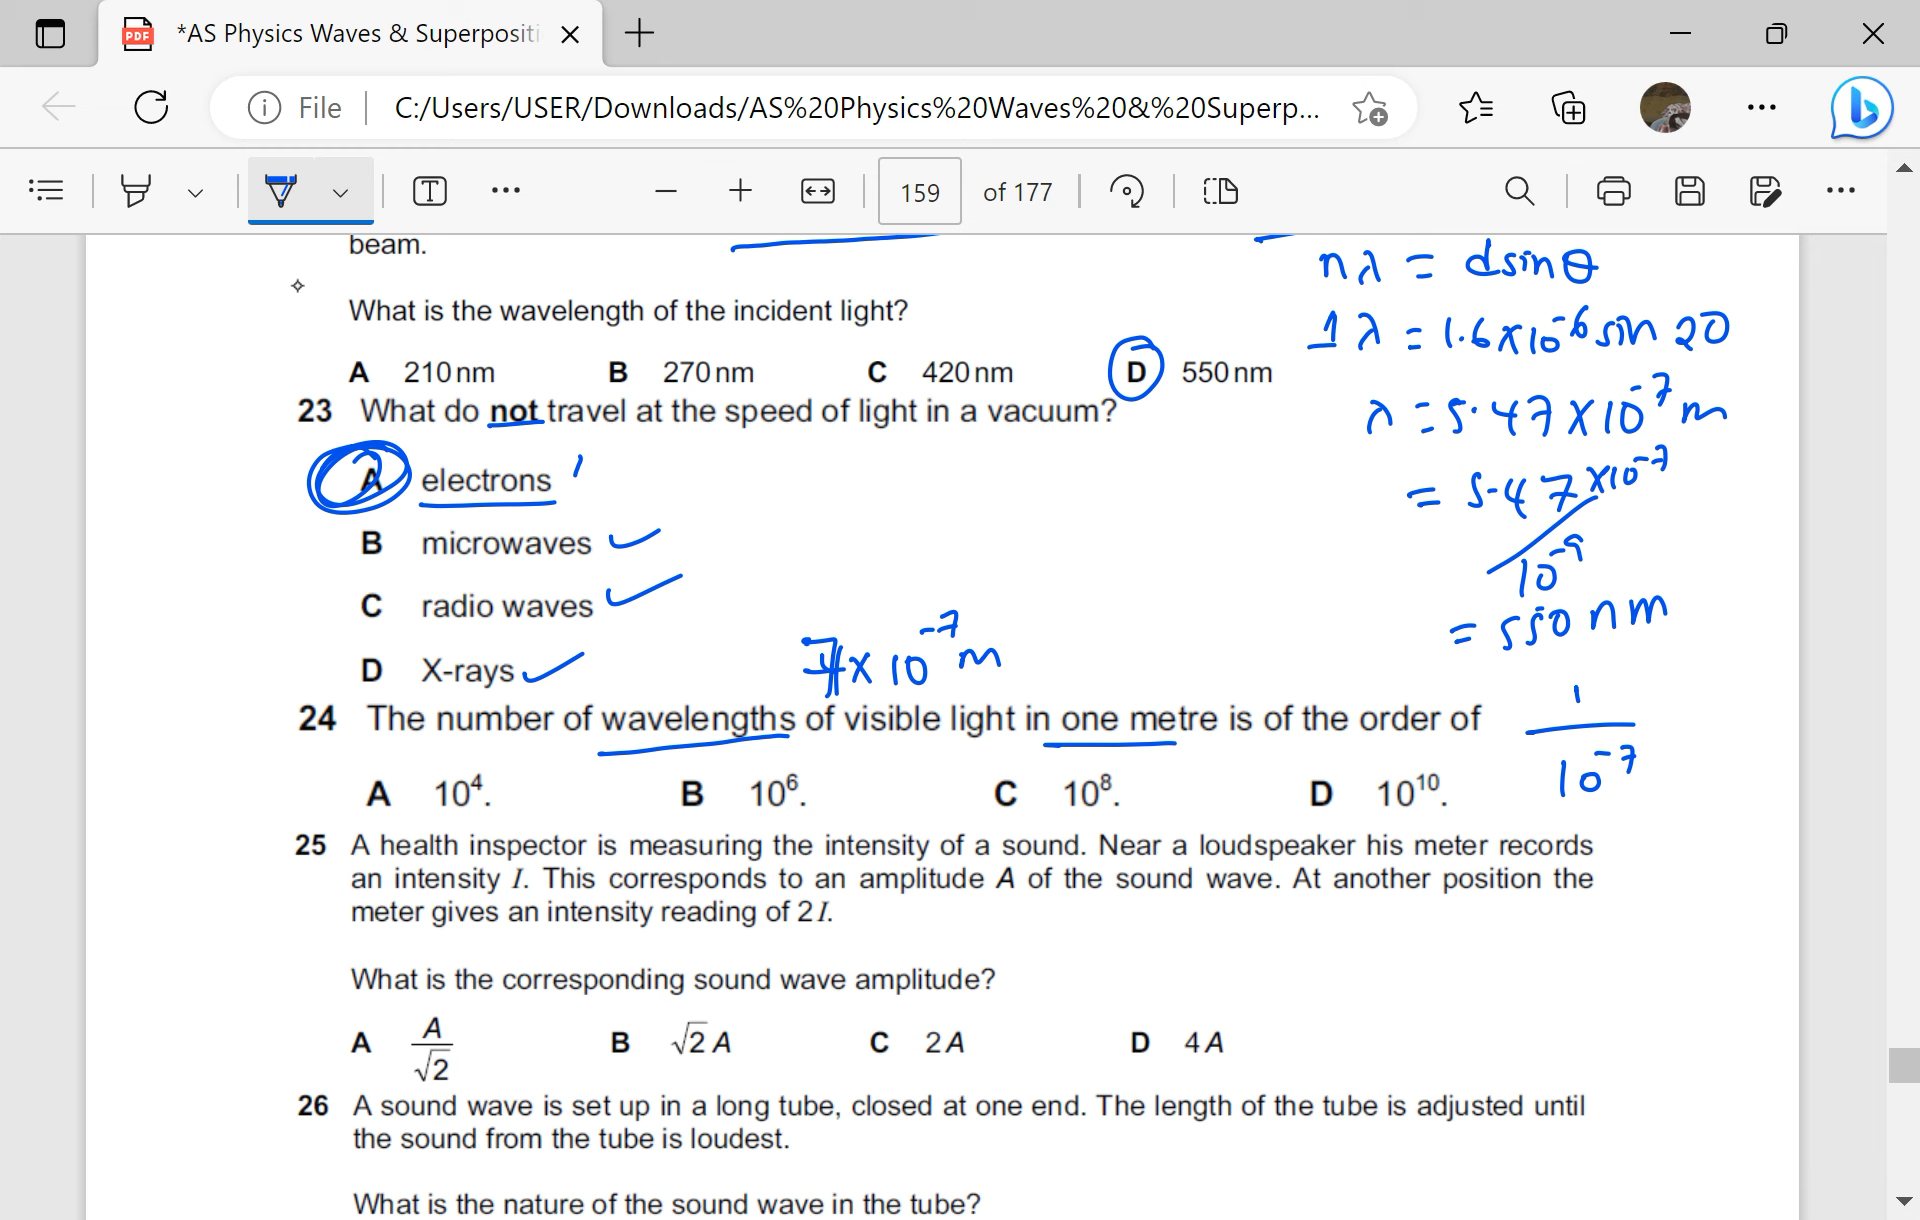 *AS Physics Waves & Superpositi
File
C:/Users/USER/Downloads/AS%20Physics%20Waves%20&%20Superp...
159 of 177
beam.
nλ = dsinθ
What is the wavelength of the incident light?
1λ = 1.6×10⁻⁶ sin 20
A 210 nm B 270 nm C 420 nm D 550 nm
λ = 5.47 × 10⁻⁷ m
23 What do not travel at the speed of light in a vacuum?
A electrons
= 5.47 ×10⁻⁷
B microwaves
10⁻⁹
C radio waves
= 550 nm
D X-rays
× 10⁻⁷ m
24 The number of wavelengths of visible light in one metre is of the order of
1
10⁻⁷
A 10⁴. B 10⁶. C 10⁸. D 10¹⁰.
25 A health inspector is measuring the intensity of a sound. Near a loudspeaker his meter records
an intensity I. This corresponds to an amplitude A of the sound wave. At another position the
meter gives an intensity reading of 2I.
What is the corresponding sound wave amplitude?
A A/√2 B √2 A C 2A D 4A
26 A sound wave is set up in a long tube, closed at one end. The length of the tube is adjusted until
the sound from the tube is loudest.
What is the nature of the sound wave in the tube?